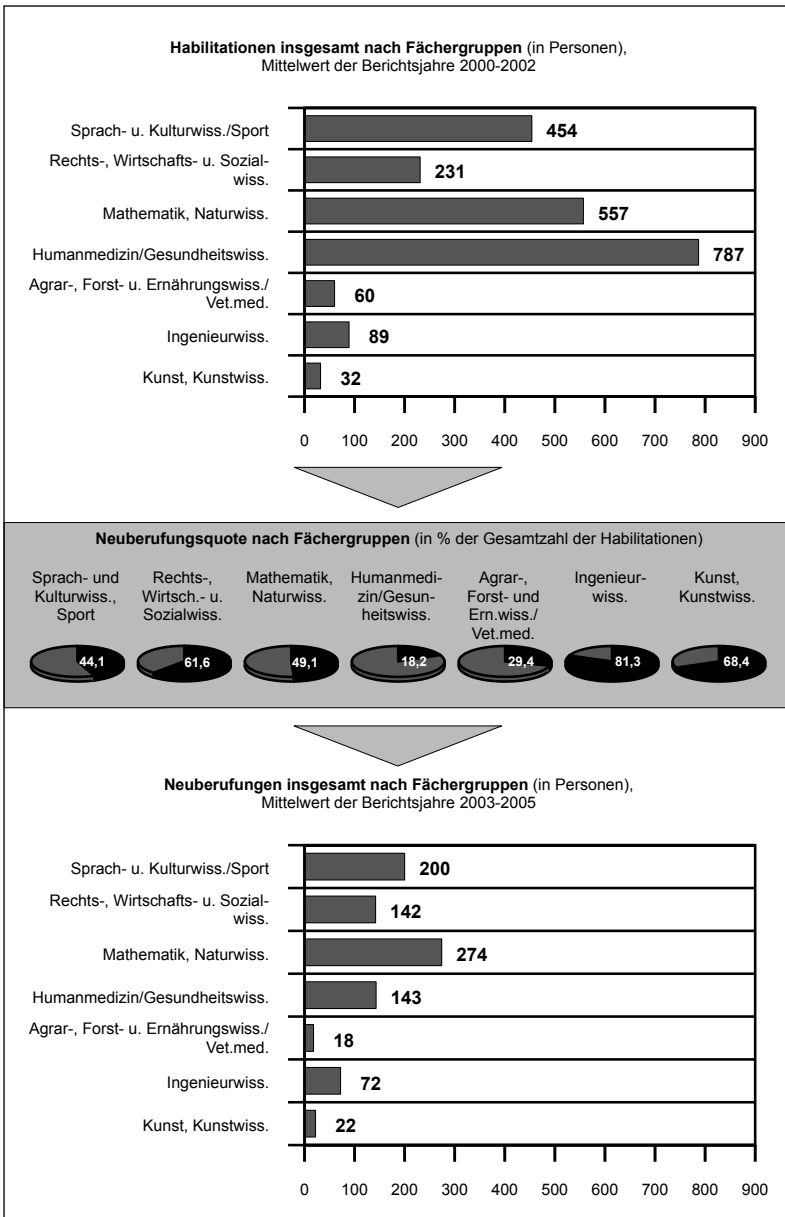 Habilitationen insgesamt nach Fächergruppen (in Personen),
Mittelwert der Berichtsjahre 2000-2002
Sprach- u. Kulturwiss./Sport 454
Rechts-, Wirtschafts- u. Sozial-
wiss. 231
Mathematik, Naturwiss. 557
Humanmedizin/Gesundheitswiss. 787
Agrar-, Forst- u. Ernährungswiss./
Vet.med. 60
Ingenieurwiss. 89
Kunst, Kunstwiss. 32
0 100 200 300 400 500 600 700 800 900
Neuberufungsquote nach Fächergruppen (in % der Gesamtzahl der Habilitationen)
Sprach- und
Kulturwiss.,
Sport
44,1
Rechts-,
Wirtsch.- u.
Sozialwiss.
61,6
Mathematik,
Naturwiss.
49,1
Humanmedi-
zin/Gesun-
heitswiss.
18,2
Agrar-,
Forst- und
Ern.wiss./
Vet.med.
29,4
Ingenieur-
wiss.
81,3
Kunst,
Kunstwiss.
68,4
Neuberufungen insgesamt nach Fächergruppen (in Personen),
Mittelwert der Berichtsjahre 2003-2005
Sprach- u. Kulturwiss./Sport 200
Rechts-, Wirtschafts- u. Sozial-
wiss. 142
Mathematik, Naturwiss. 274
Humanmedizin/Gesundheitswiss. 143
Agrar-, Forst- u. Ernährungswiss./
Vet.med. 18
Ingenieurwiss. 72
Kunst, Kunstwiss. 22
0 100 200 300 400 500 600 700 800 900